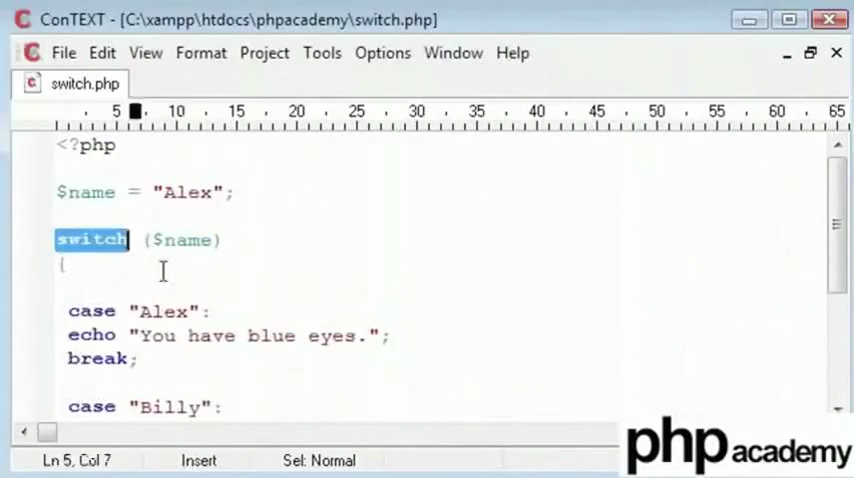 ConTEXT - [C:\xampp\htdocs\phpacademy\switch.php]
File Edit View Format Project Tools Options Window Help
switch.php
5 10 15 20 25 30 35 40 45 50 55 60 65
<?php
$name = "Alex";
switch ($name)
{
case "Alex":
echo "You have blue eyes.";
break;
case "Billy":
Ln 5, Col 7 Insert Sel: Normal
php academy